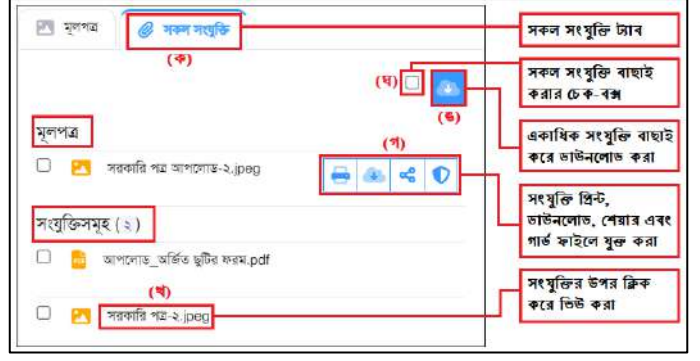 মূলপত্র
সকল সংযুক্তি
(ক)
সকল সংযুক্তি ট্যাব
(ঘ)
সকল সংযুক্তি বাছাই
করার চেক-বক্স
(ঙ)
মূলপত্র
(গ)
একাধিক সংযুক্তি বাছাই
করে ডাউনলোড করা
সরকারি পত্র আপলোড-২.jpeg
সংযুক্তি প্রিন্ট,
ডাউনলোড, শেয়ার এবং
গার্ড ফাইলে যুক্ত করা
সংযুক্তিসমূহ (২)
PDF
আপলোড_অর্জিত ছুটির ফরম.pdf
(খ)
সংযুক্তির উপর ক্লিক
করে ভিউ করা
সরকারি পত্র-২.jpeg